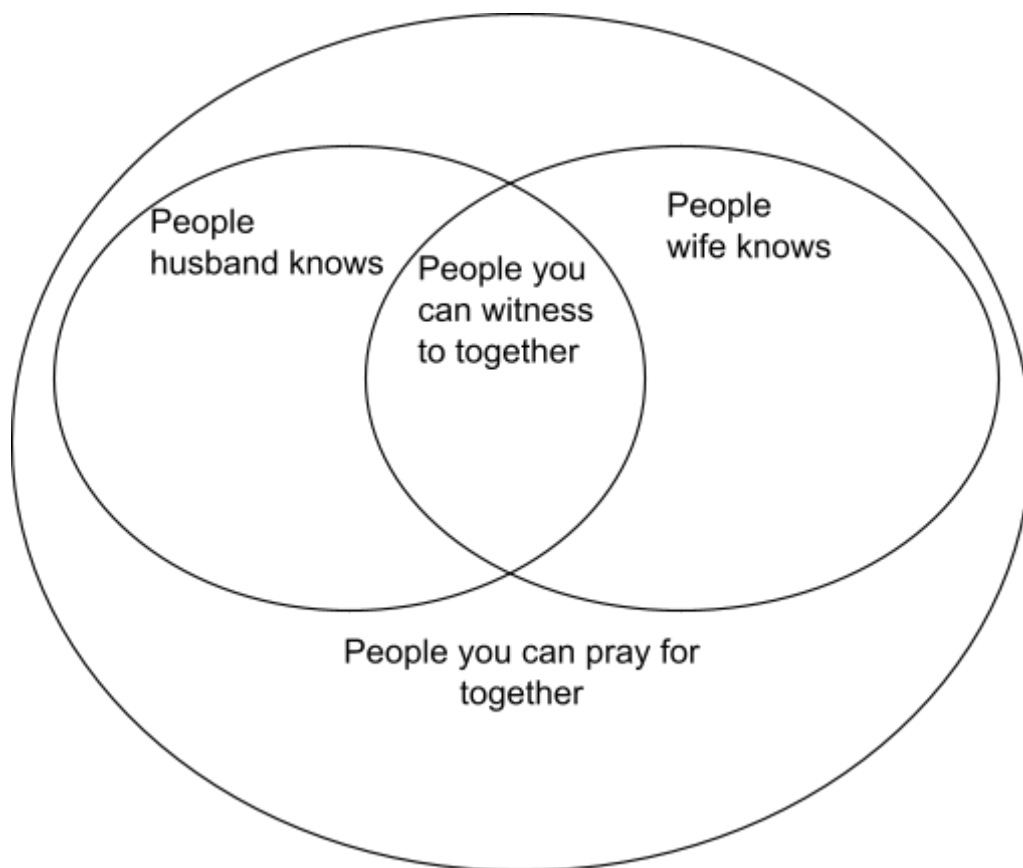 People
husband knows
People you
can witness
to together
People
wife knows
People you can pray for
together